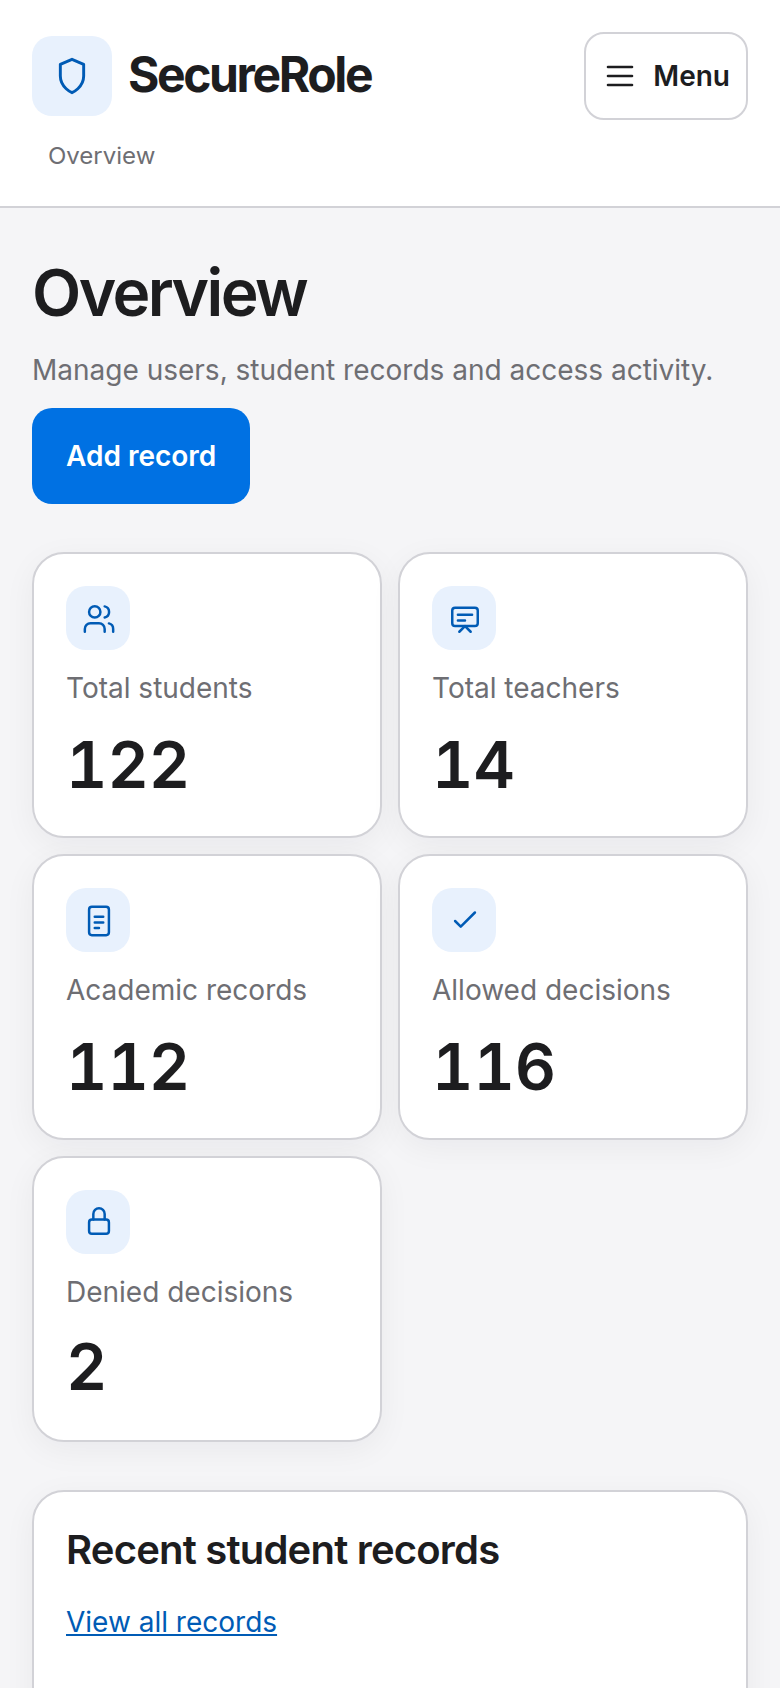 SecureRole
Menu
Overview
Overview
Manage users, student records and access activity.
Add record
Total students
122
Total teachers
14
Academic records
112
Allowed decisions
116
Denied decisions
2
Recent student records
View all records